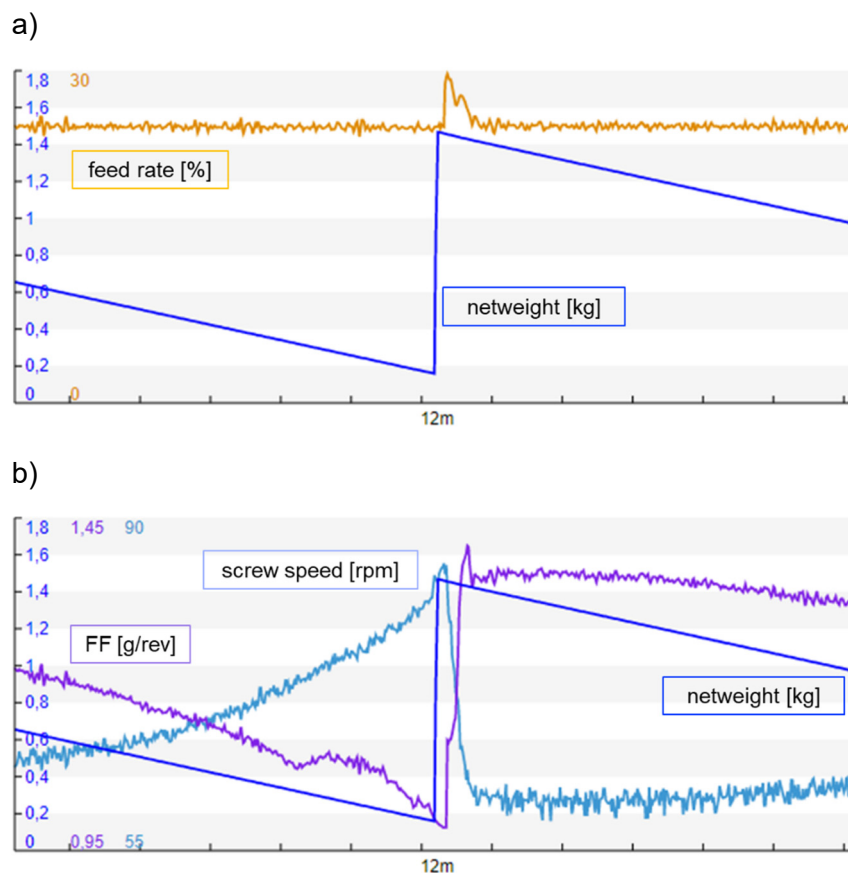 a)
1,8 30
1,6
1,4
feed rate [%]
1,2
1
0,8
0,6
netweight [kg]
0,4
0,2
0 0
12m
b)
1,8 1,45 90
1,6
screw speed [rpm]
1,4
1,2
FF [g/rev]
1
netweight [kg]
0,8
0,6
0,4
0,2
0 0.95 55
12m